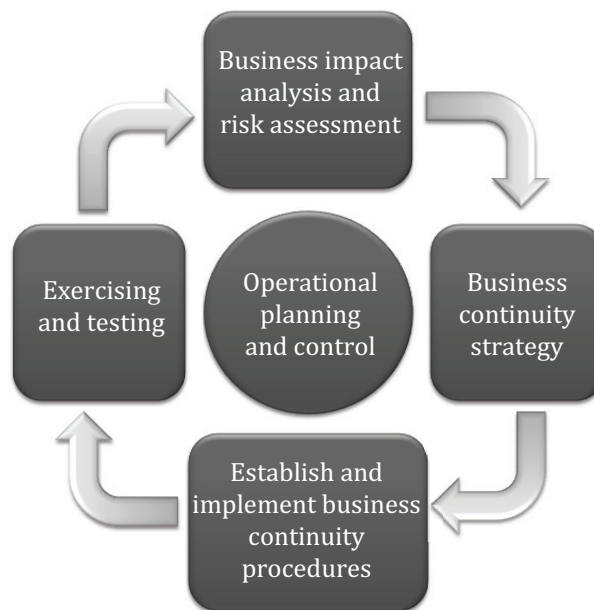 Business impact
analysis and
risk assessment
Exercising
and testing
Operational
planning
and control
Business
continuity
strategy
Establish and
implement business
continuity
procedures